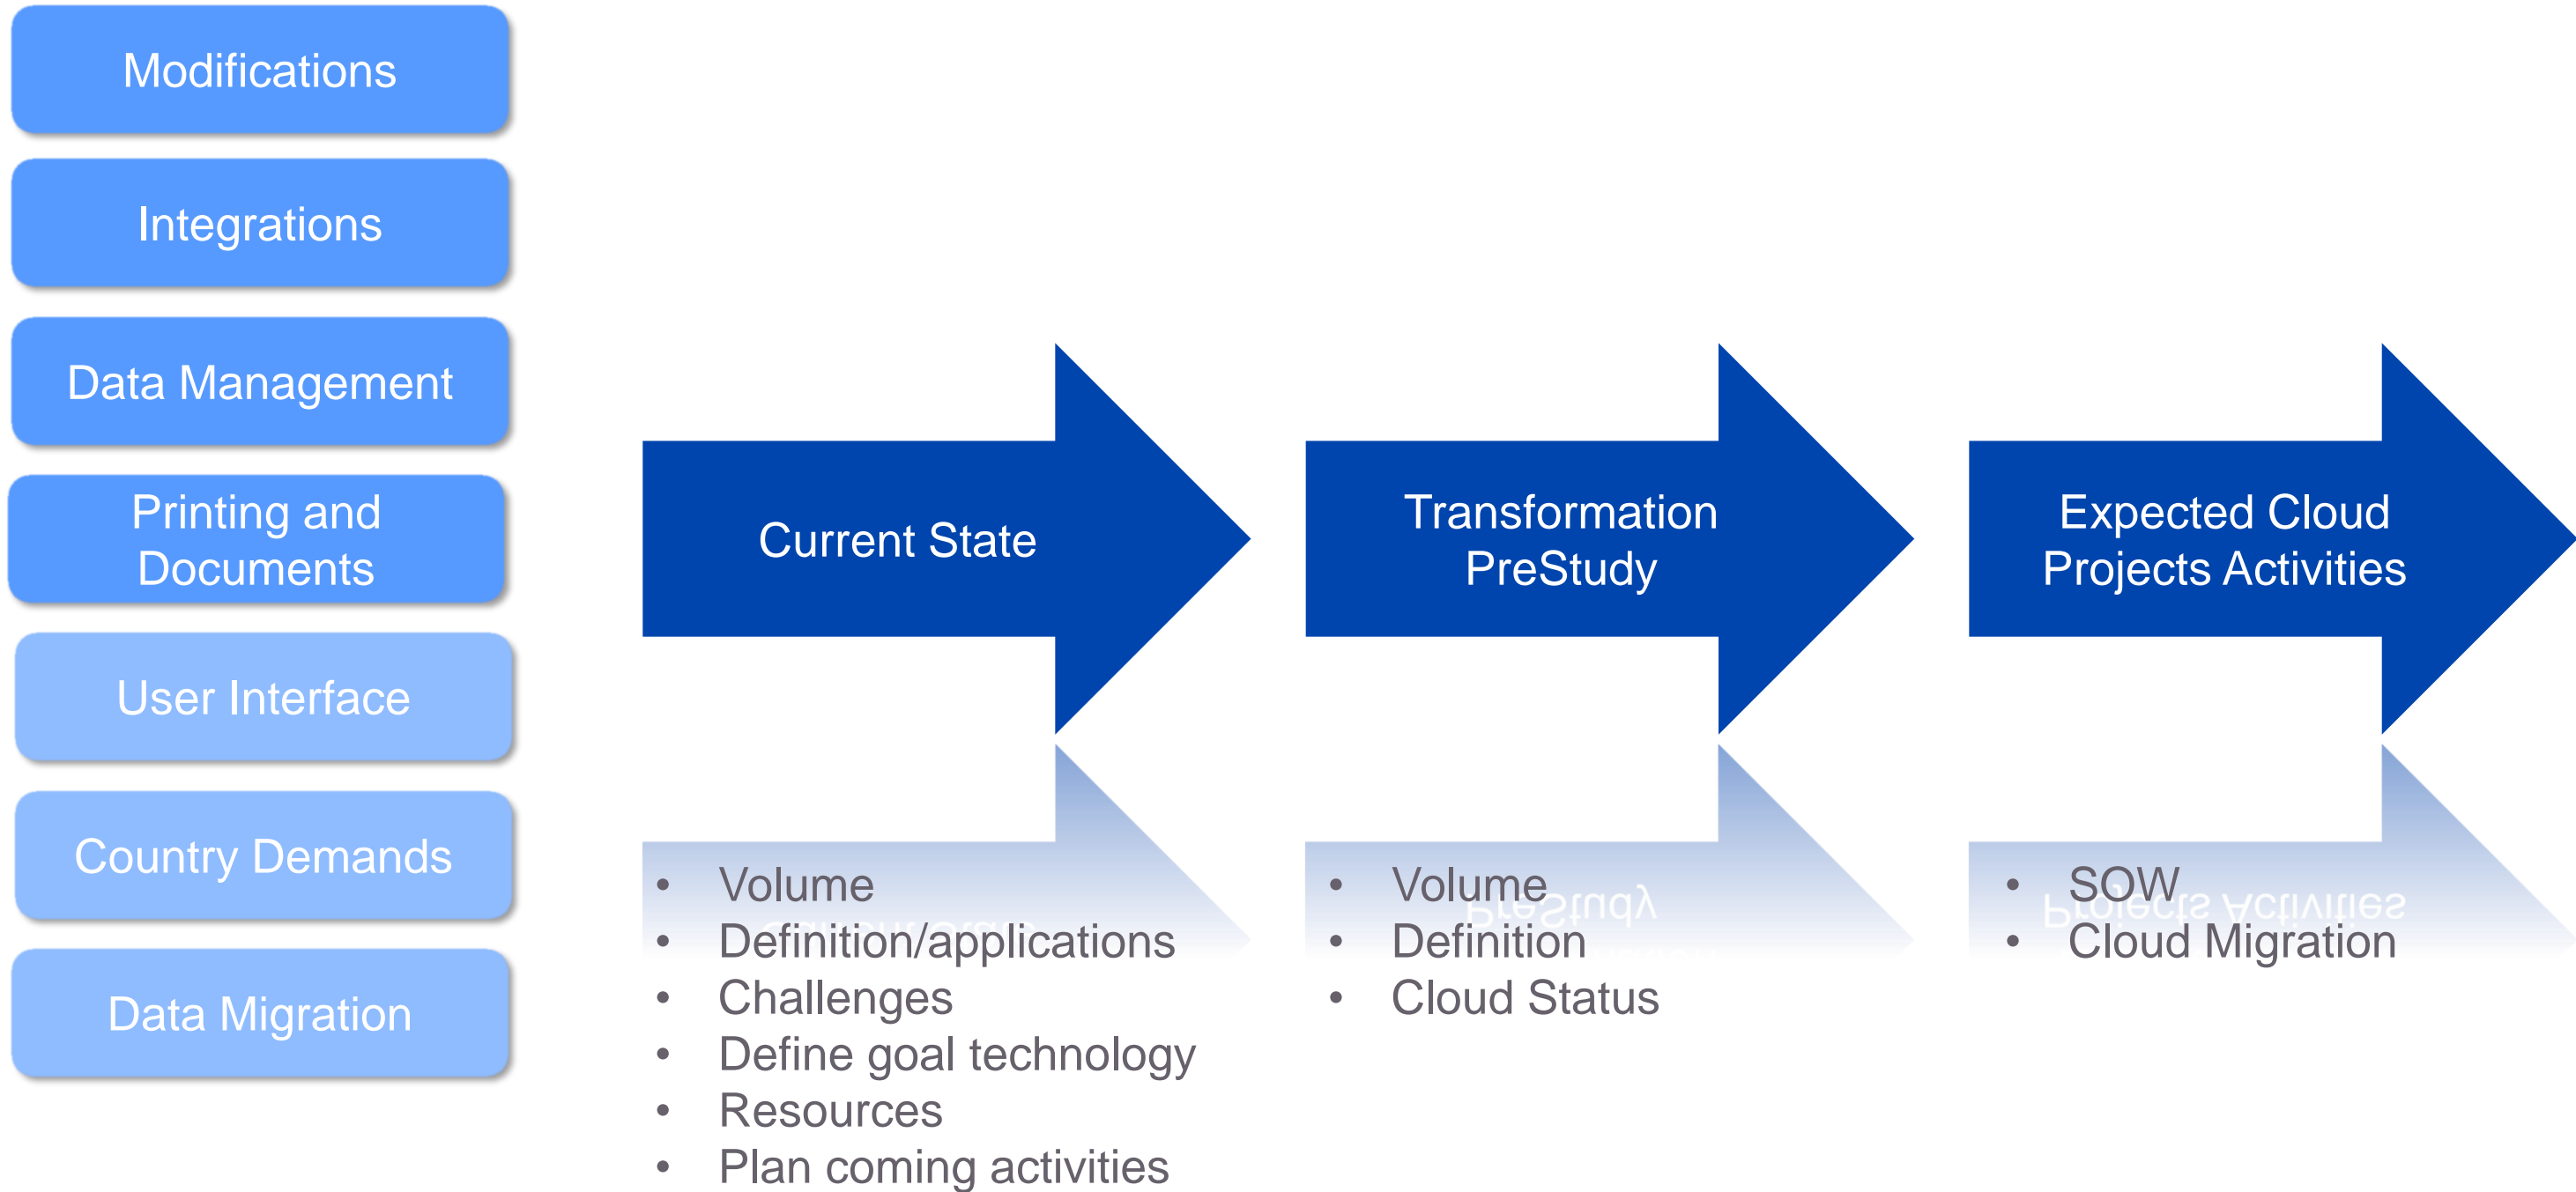 Modifications
Integrations
Data Management
Printing and
Documents
User Interface
Country Demands
Data Migration
Current State
Transformation
PreStudy
Expected Cloud
Projects Activities
• Volume
• Definition/applications
• Challenges
• Define goal technology
• Resources
• Plan coming activities
• Volume
• Definition
• Cloud Status
• SOW
• Cloud Migration